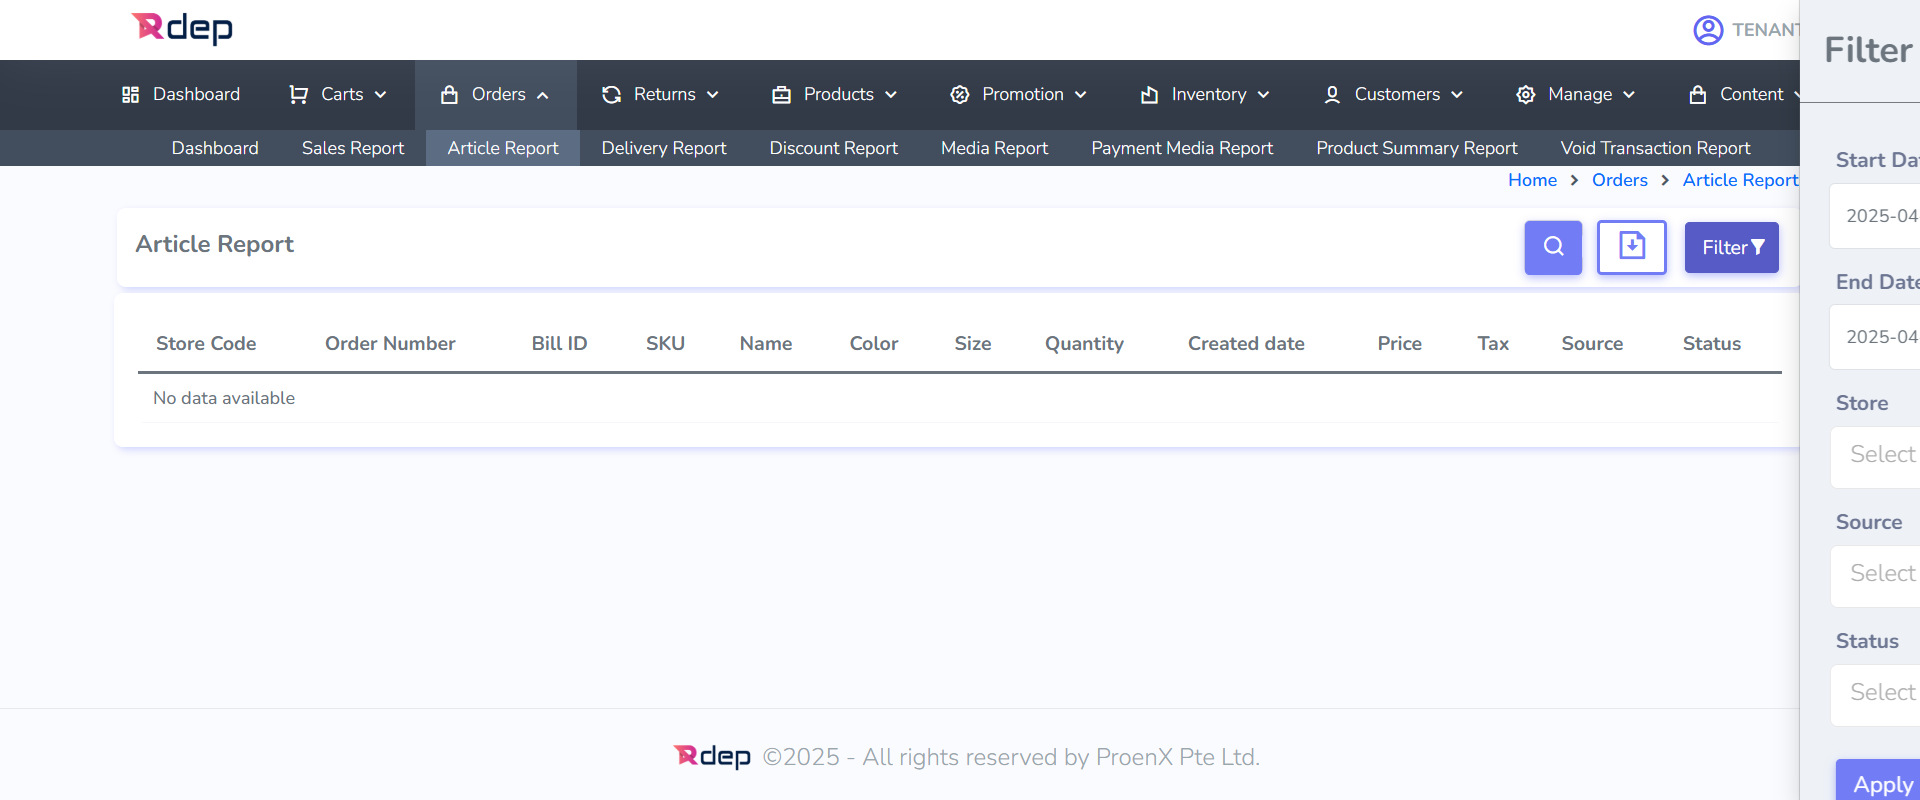 Rdep
TENANT
Dashboard Carts Orders Returns Products Promotion Inventory Customers Manage Content
Dashboard Sales Report Article Report Delivery Report Discount Report Media Report Payment Media Report Product Summary Report Void Transaction Report
Home > Orders > Article Report
Article Report
Filter
Store Code Order Number Bill ID SKU Name Color Size Quantity Created date Price Tax Source Status
No data available
Filter
Start Da
2025-04
End Date
2025-04
Store
Select
Source
Select
Status
Select
Apply
Rdep ©2025 - All rights reserved by ProenX Pte Ltd.